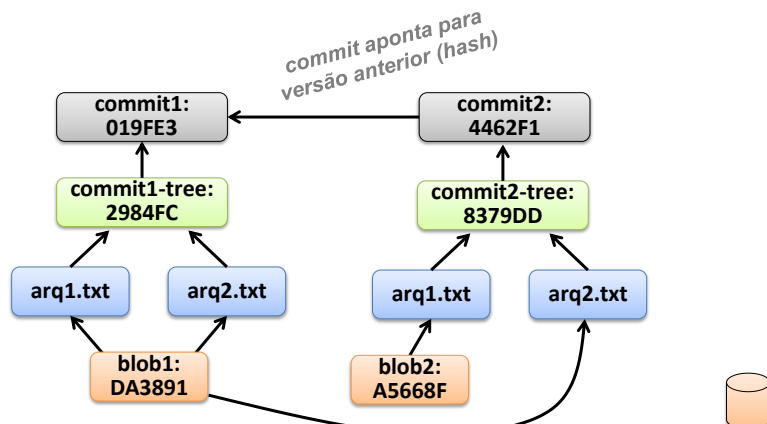 commit aponta para
versão anterior (hash)
commit1:
019FE3
commit2:
4462F1
commit1-tree:
2984FC
commit2-tree:
8379DD
arq1.txt
arq2.txt
arq1.txt
arq2.txt
blob1:
DA3891
blob2:
A5668F